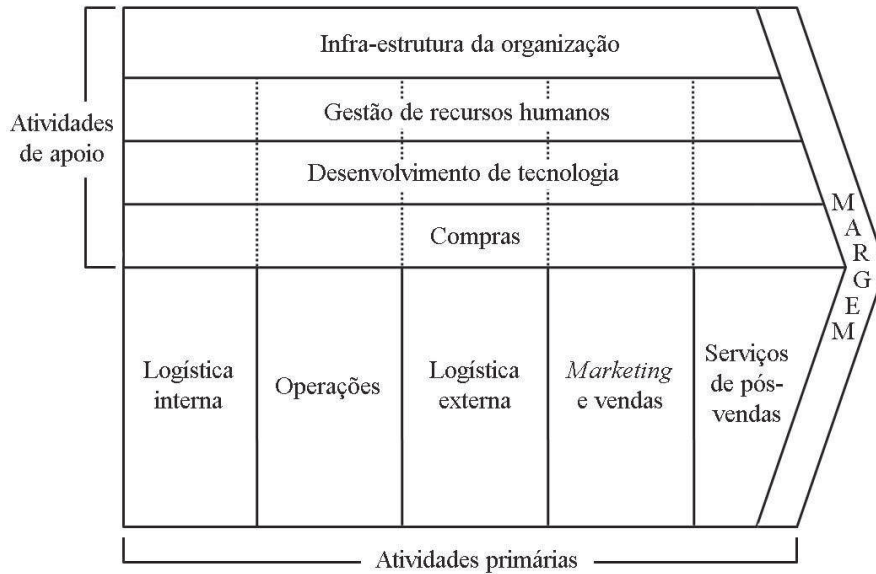 Infra-estrutura da organização
Gestão de recursos humanos
Desenvolvimento de tecnologia
Compras
Atividades
de apoio
MARGEM
Logística
interna
Operações
Logística
externa
Marketing
e vendas
Serviços
de pós-
vendas
Atividades primárias